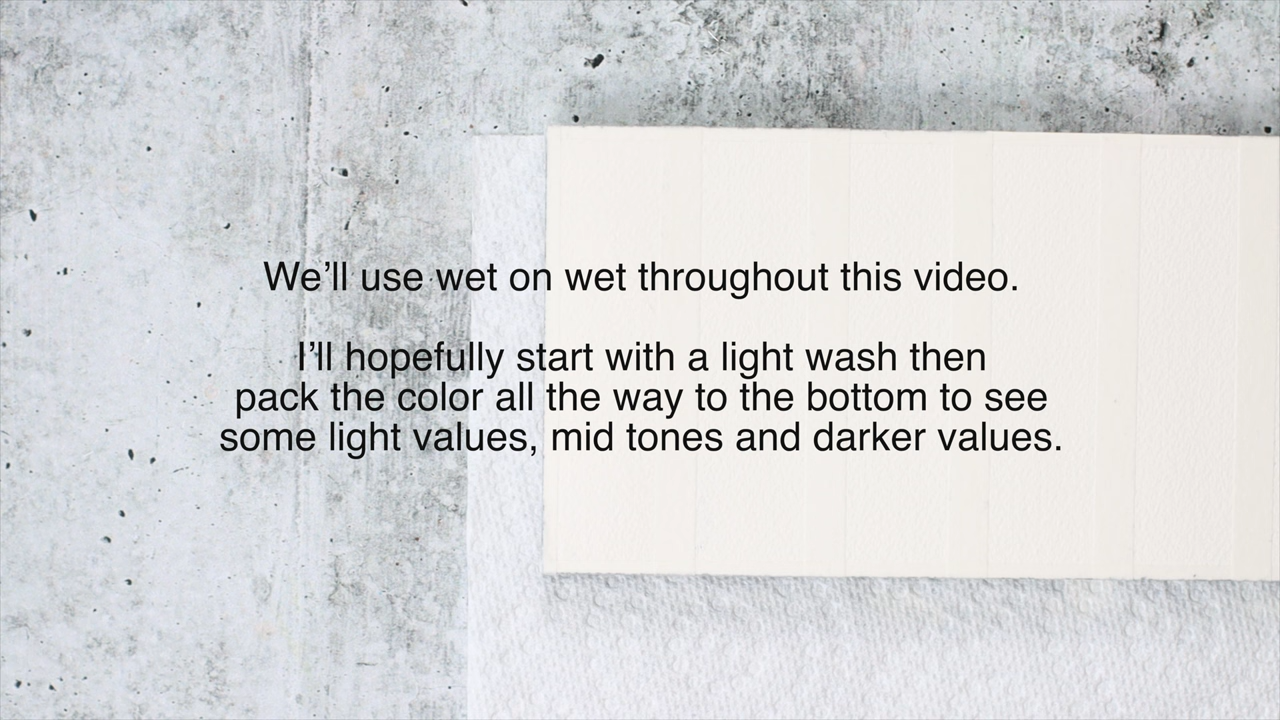 We’ll use wet on wet throughout this video.
I’ll hopefully start with a light wash then
pack the color all the way to the bottom to see
some light values, mid tones and darker values.